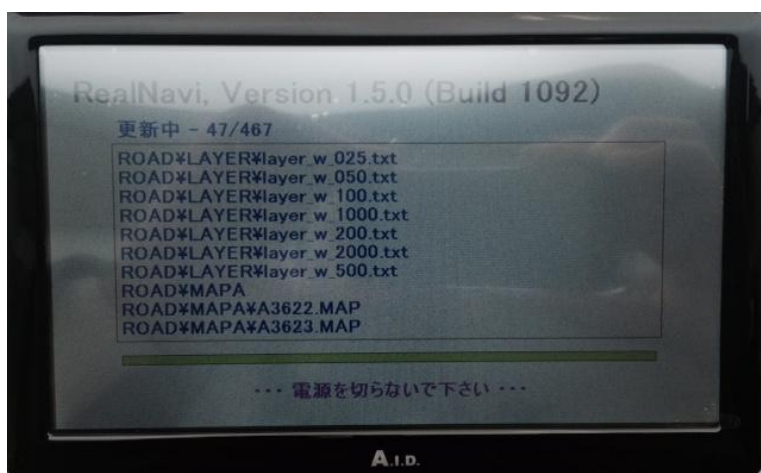 RealNavi, Version 1.5.0 (Build 1092)
更新中 - 47/467
ROAD¥LAYER¥layer_w_025.txt
ROAD¥LAYER¥layer_w_050.txt
ROAD¥LAYER¥layer_w_100.txt
ROAD¥LAYER¥layer_w_1000.txt
ROAD¥LAYER¥layer_w_200.txt
ROAD¥LAYER¥layer_w_2000.txt
ROAD¥LAYER¥layer_w_500.txt
ROAD¥MAPA
ROAD¥MAPA¥A3622.MAP
ROAD¥MAPA¥A3623.MAP
･･･ 電源を切らないで下さい ･･･
A.I.D.